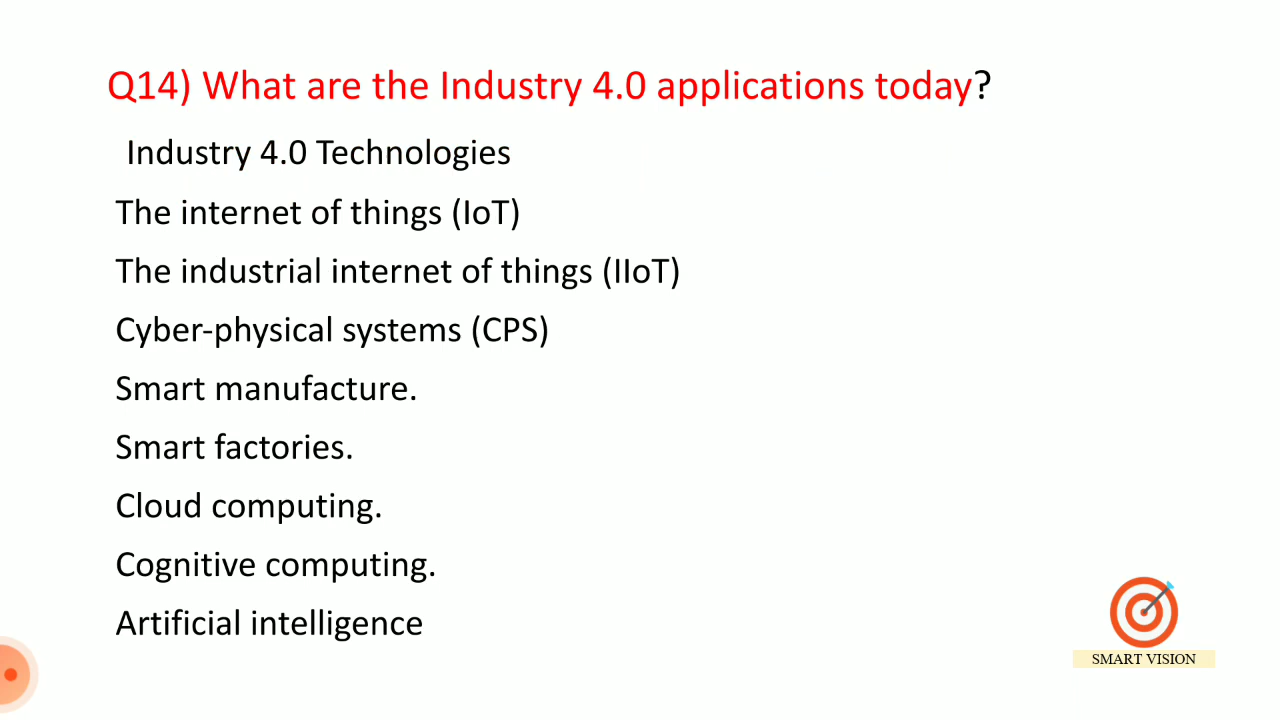 Q14) What are the Industry 4.0 applications today?
Industry 4.0 Technologies
The internet of things (IoT)
The industrial internet of things (IIoT)
Cyber-physical systems (CPS)
Smart manufacture.
Smart factories.
Cloud computing.
Cognitive computing.
Artificial intelligence
SMART VISION